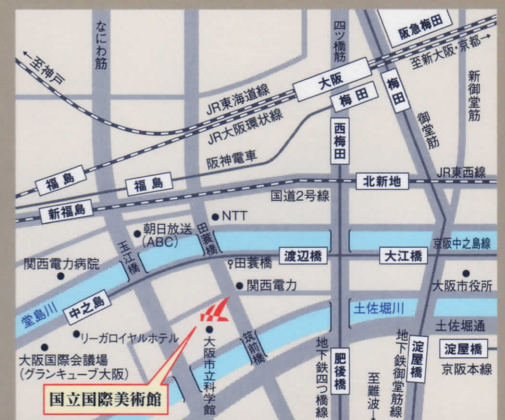 なにわ筋
四ツ橋筋
阪急梅田
至新大阪・京都
至神戸
大阪
梅田
梅田
新御堂筋
JR東海道線
JR大阪環状線
御堂筋
西梅田
阪神電車
福島
福島
北新地
JR東西線
新福島
国道2号線
NTT
朝日放送
(ABC)
玉江橋
田蓑橋
京阪中之島線
田蓑橋
渡辺橋
大江橋
関西電力病院
関西電力
大阪市役所
堂島川
中之島
土佐堀川
土佐堀通
リーガロイヤルホテル
大阪国際会議場
(グランキューブ大阪)
大阪市立科学館
筑前橋
地下鉄四つ橋線
肥後橋
至難波
地下鉄御堂筋線
淀屋橋
淀屋橋
京阪本線
国立国際美術館